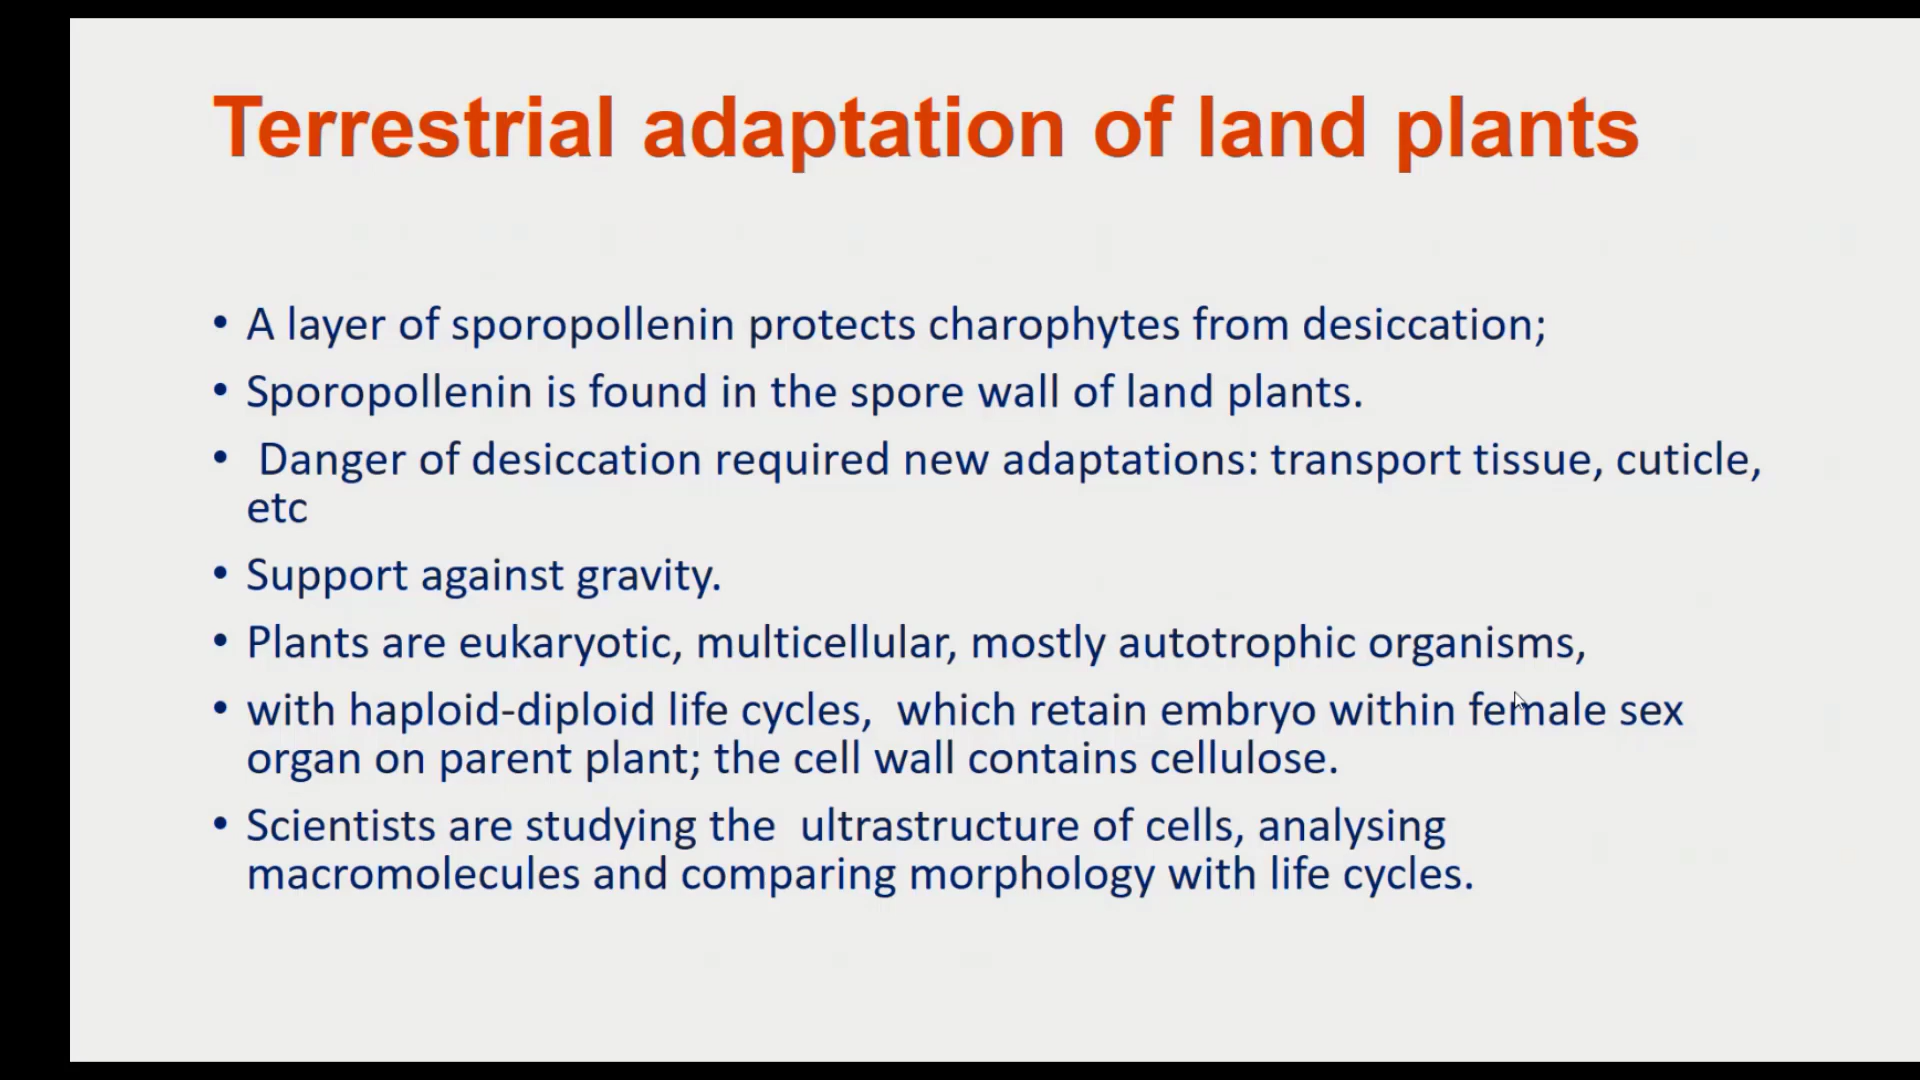 Terrestrial adaptation of land plants
• A layer of sporopollenin protects charophytes from desiccation;
• Sporopollenin is found in the spore wall of land plants.
• Danger of desiccation required new adaptations: transport tissue, cuticle,
etc
• Support against gravity.
• Plants are eukaryotic, multicellular, mostly autotrophic organisms,
• with haploid-diploid life cycles,  which retain embryo within female sex
organ on parent plant; the cell wall contains cellulose.
• Scientists are studying the  ultrastructure of cells, analysing
macromolecules and comparing morphology with life cycles.